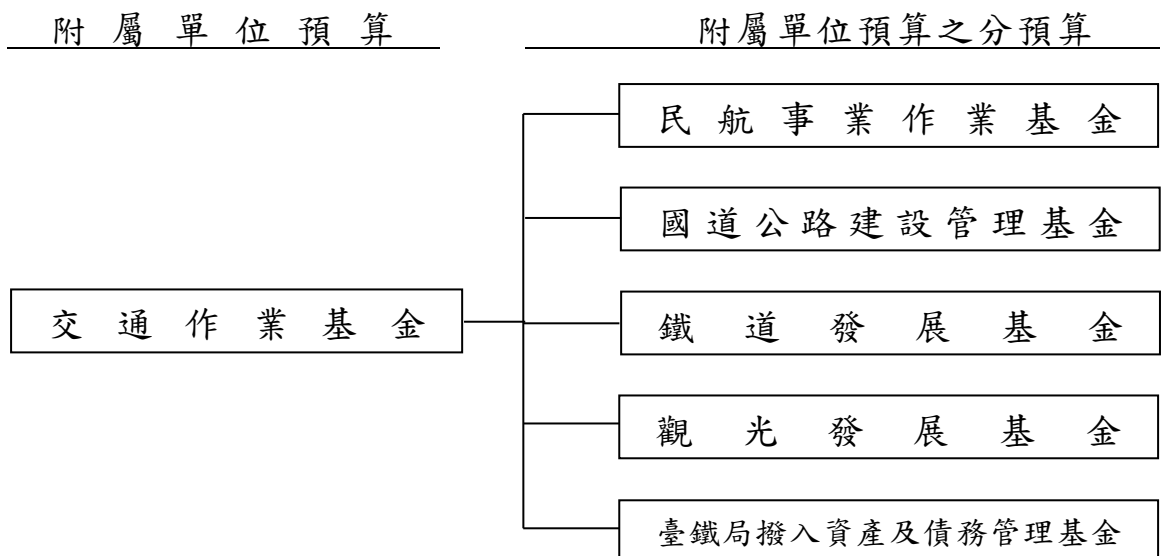 附屬單位預算
附屬單位預算之分預算
民航事業作業基金
國道公路建設管理基金
交通作業基金
鐵道發展基金
觀光發展基金
臺鐵局撥入資產及債務管理基金